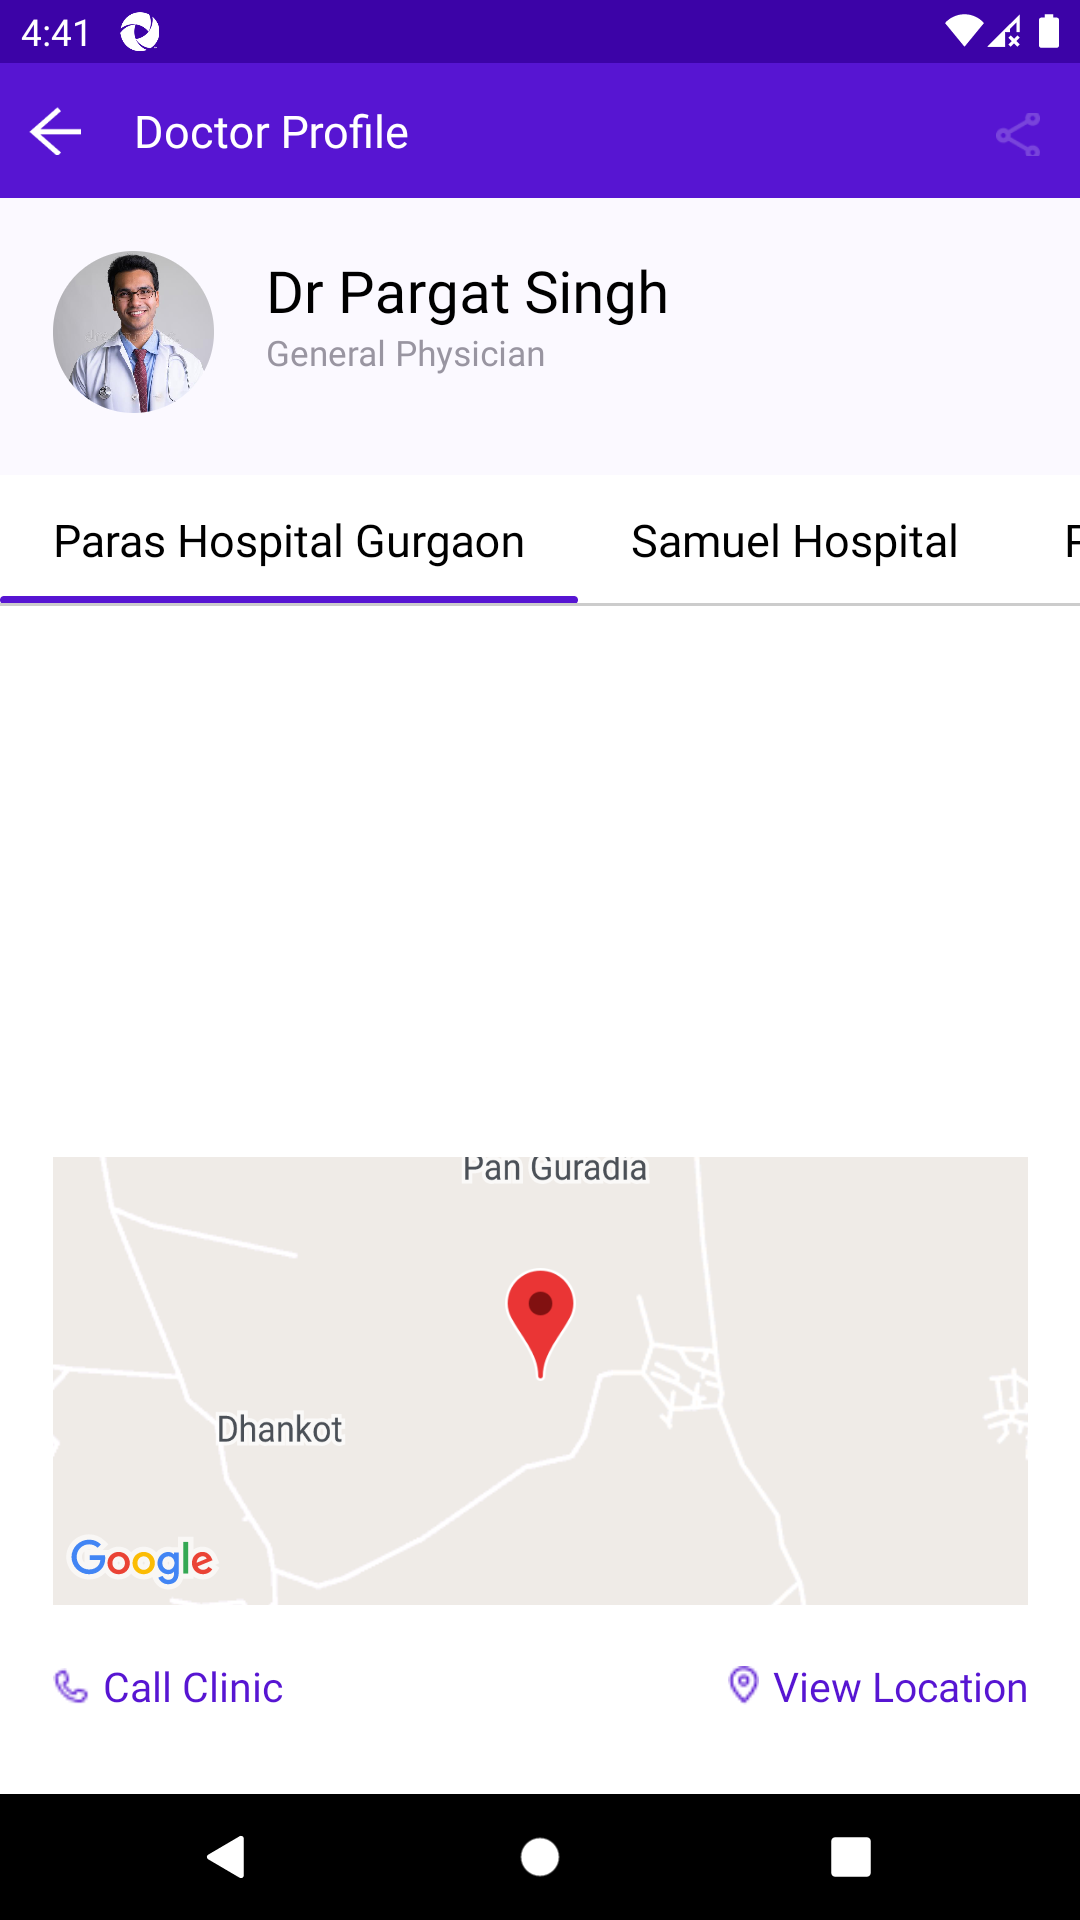 4:41
Doctor Profile
Dr Pargat Singh
General Physician
Paras Hospital Gurgaon
Samuel Hospital
Pan Guradia
Dhankot
Google
Call Clinic
View Location